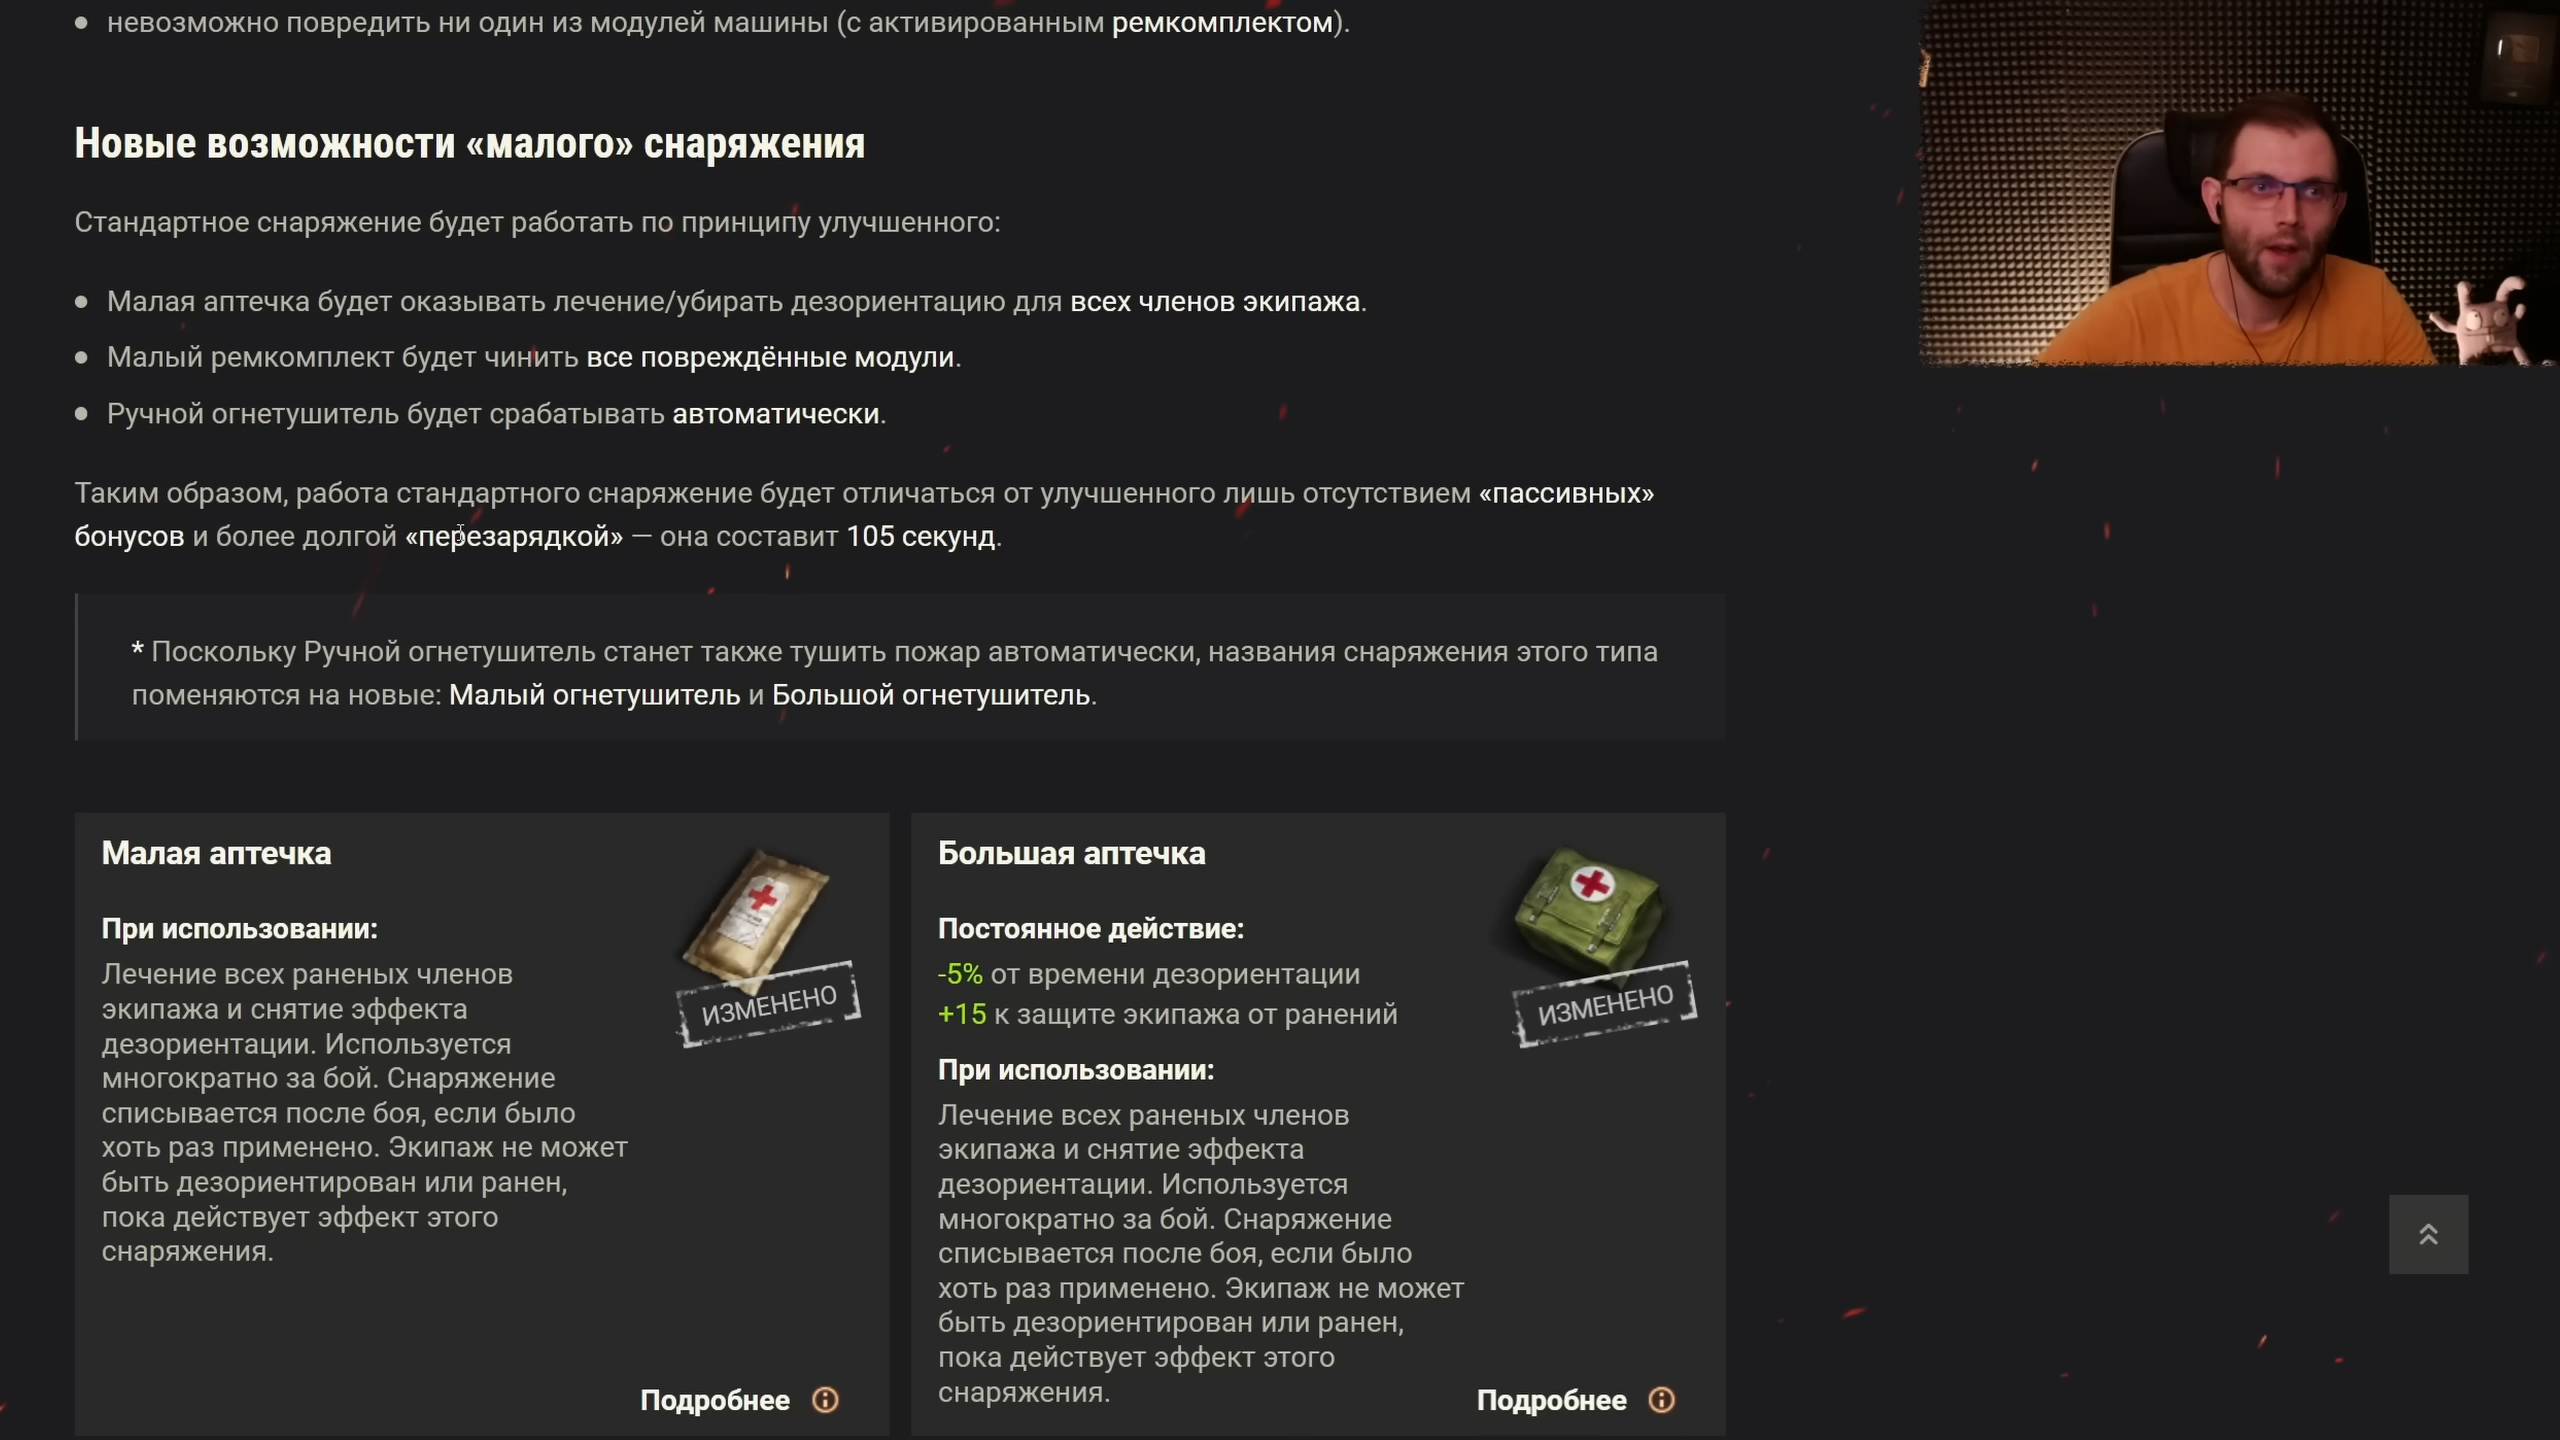 невозможно повредить ни один из модулей машины (с активированным ремкомплектом).
Новые возможности «малого» снаряжения
Стандартное снаряжение будет работать по принципу улучшенного:
Малая аптечка будет оказывать лечение/убирать дезориентацию для всех членов экипажа.
Малый ремкомплект будет чинить все повреждённые модули.
Ручной огнетушитель будет срабатывать автоматически.
Таким образом, работа стандартного снаряжение будет отличаться от улучшенного лишь отсутствием «пассивных»
бонусов и более долгой «перезарядкой» — она составит 105 секунд.
* Поскольку Ручной огнетушитель станет также тушить пожар автоматически, названия снаряжения этого типа
поменяются на новые: Малый огнетушитель и Большой огнетушитель.
Малая аптечка
При использовании:
Лечение всех раненых членов
экипажа и снятие эффекта
дезориентации. Используется
многократно за бой. Снаряжение
списывается после боя, если было
хоть раз применено. Экипаж не может
быть дезориентирован или ранен,
пока действует эффект этого
снаряжения.
ИЗМЕНЕНО
Подробнее
Большая аптечка
Постоянное действие:
-5% от времени дезориентации
+15 к защите экипажа от ранений
При использовании:
Лечение всех раненых членов
экипажа и снятие эффекта
дезориентации. Используется
многократно за бой. Снаряжение
списывается после боя, если было
хоть раз применено. Экипаж не может
быть дезориентирован или ранен,
пока действует эффект этого
снаряжения.
ИЗМЕНЕНО
Подробнее